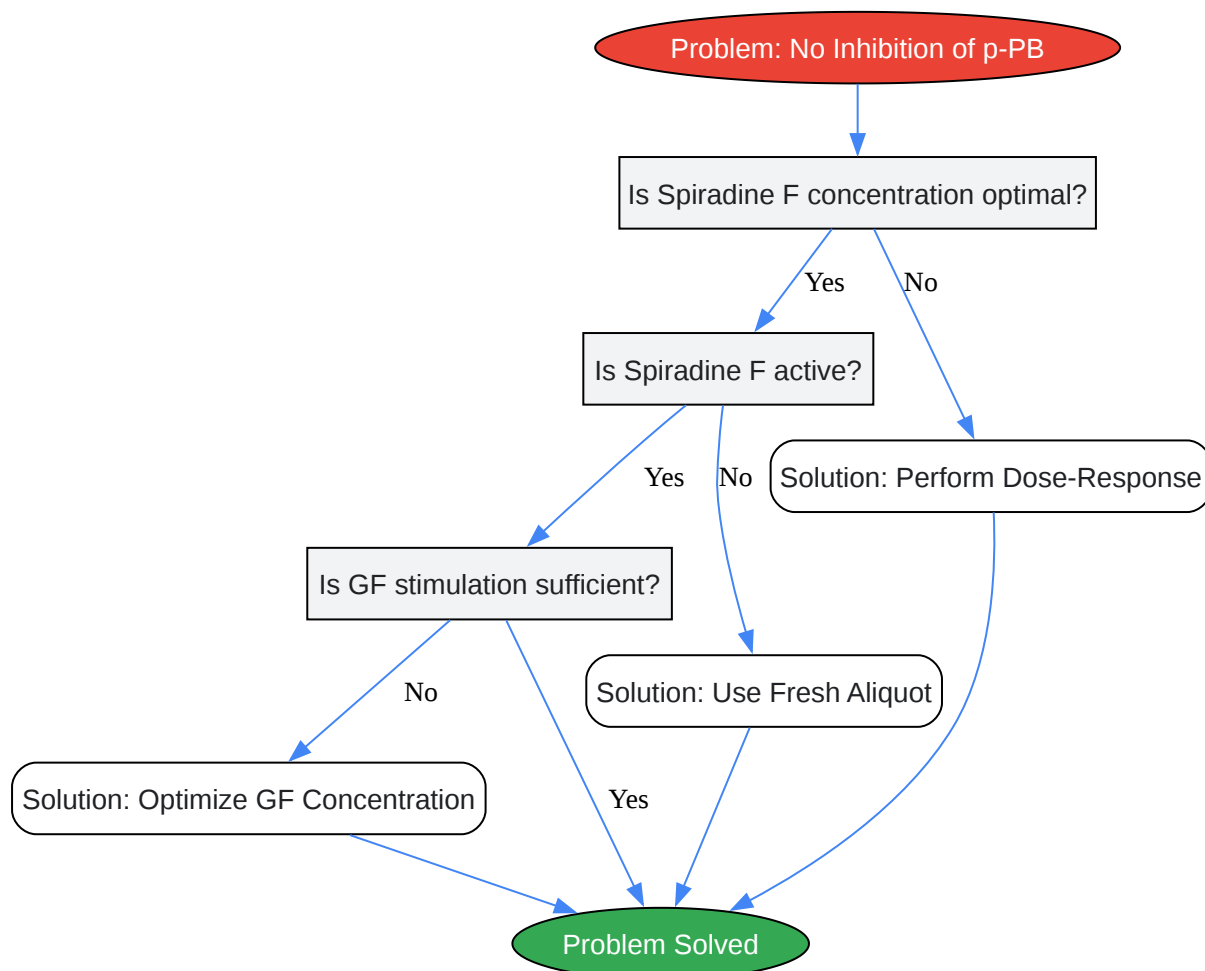 Problem: No Inhibition of p-PB
Is Spiradine F concentration optimal?
Yes
No
Is Spiradine F active?
Yes
No
Solution: Perform Dose-Response
Is GF stimulation sufficient?
No
Solution: Use Fresh Aliquot
Solution: Optimize GF Concentration
Yes
Problem Solved